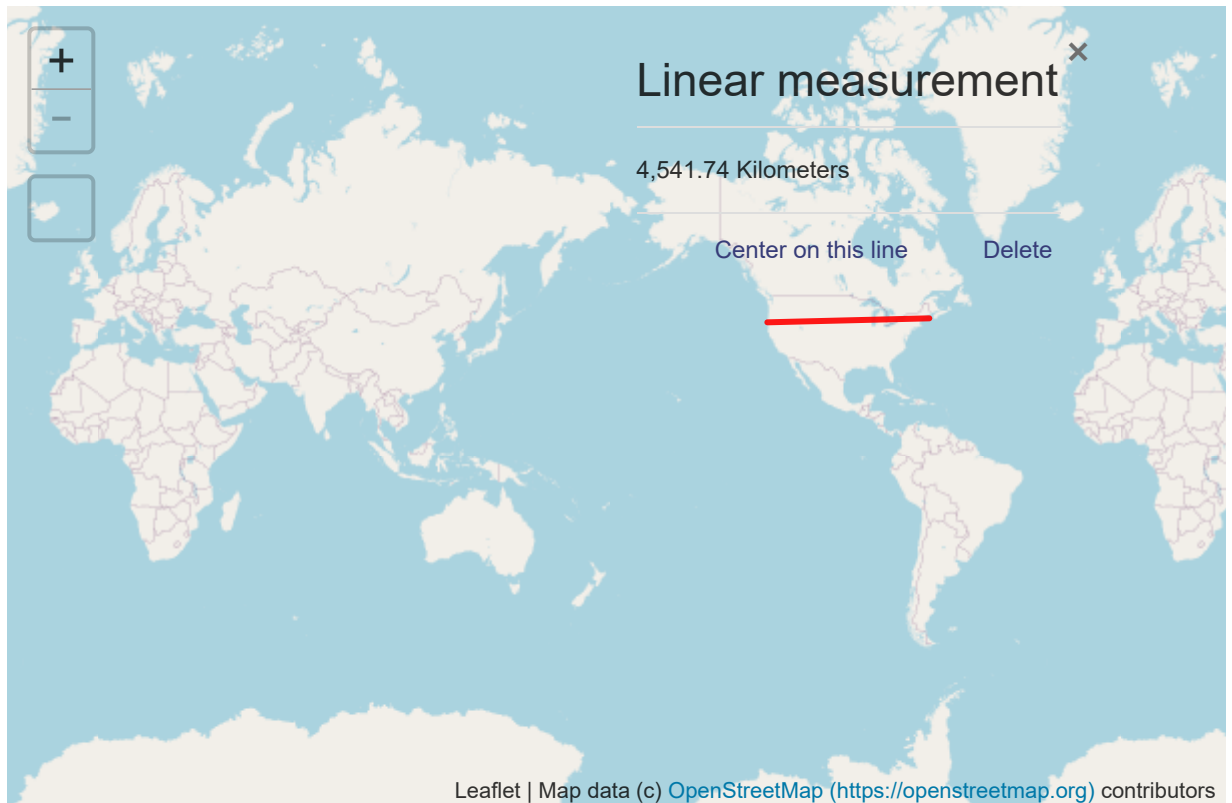 +
−
×
Linear measurement
4,541.74 Kilometers
Center on this line Delete
Leaflet | Map data (c) OpenStreetMap (https://openstreetmap.org) contributors